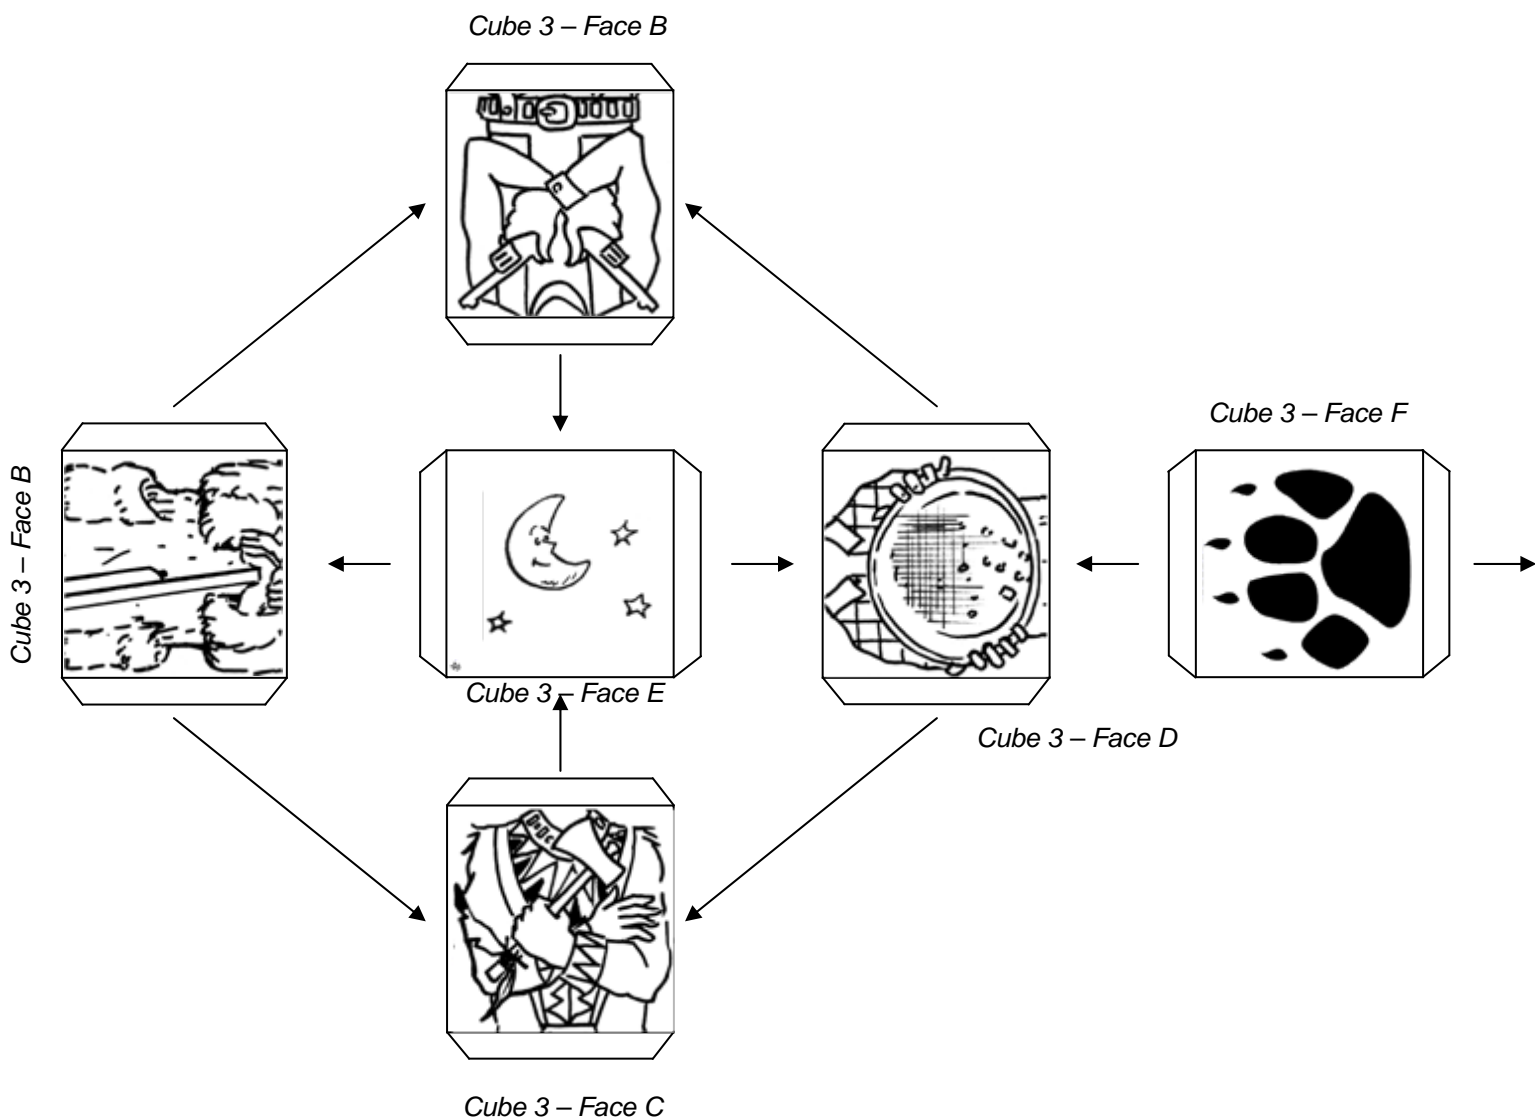 Cube 3 – Face B
Cube 3 – Face F
Cube 3 – Face B
Cube 3 – Face E
Cube 3 – Face D
Cube 3 – Face C